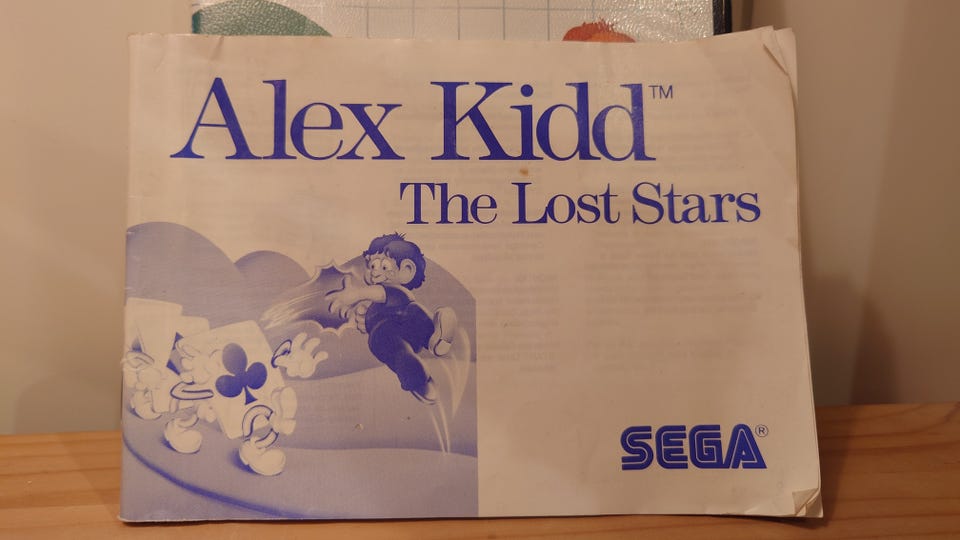 Alex Kidd™
The Lost Stars
SEGA®